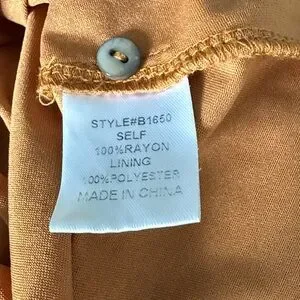 STYLE#B1650
SELF
100%RAYON
LINING
100%POLYESTER
MADE IN CHINA